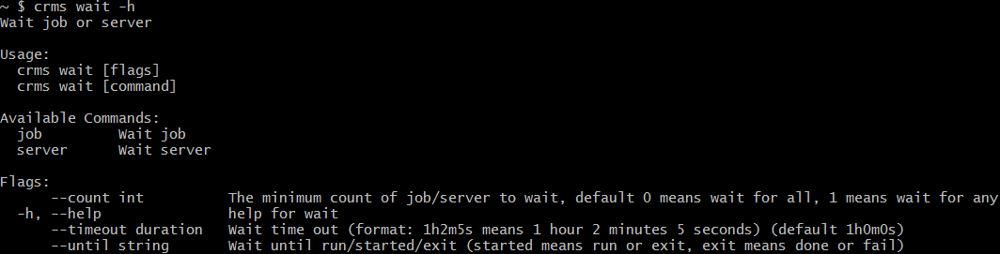 ~ $ crms wait -h
Wait job or server
Usage:
  crms wait [flags]
  crms wait [command]
Available Commands:
  job         Wait job
  server      Wait server
Flags:
      --count int          The minimum count of job/server to wait, default 0 means wait for all, 1 means wait for any
  -h, --help               help for wait
      --timeout duration   Wait time out (format: 1h2m5s means 1 hour 2 minutes 5 seconds) (default 1h0m0s)
      --until string       Wait until run/started/exit (started means run or exit, exit means done or fail)